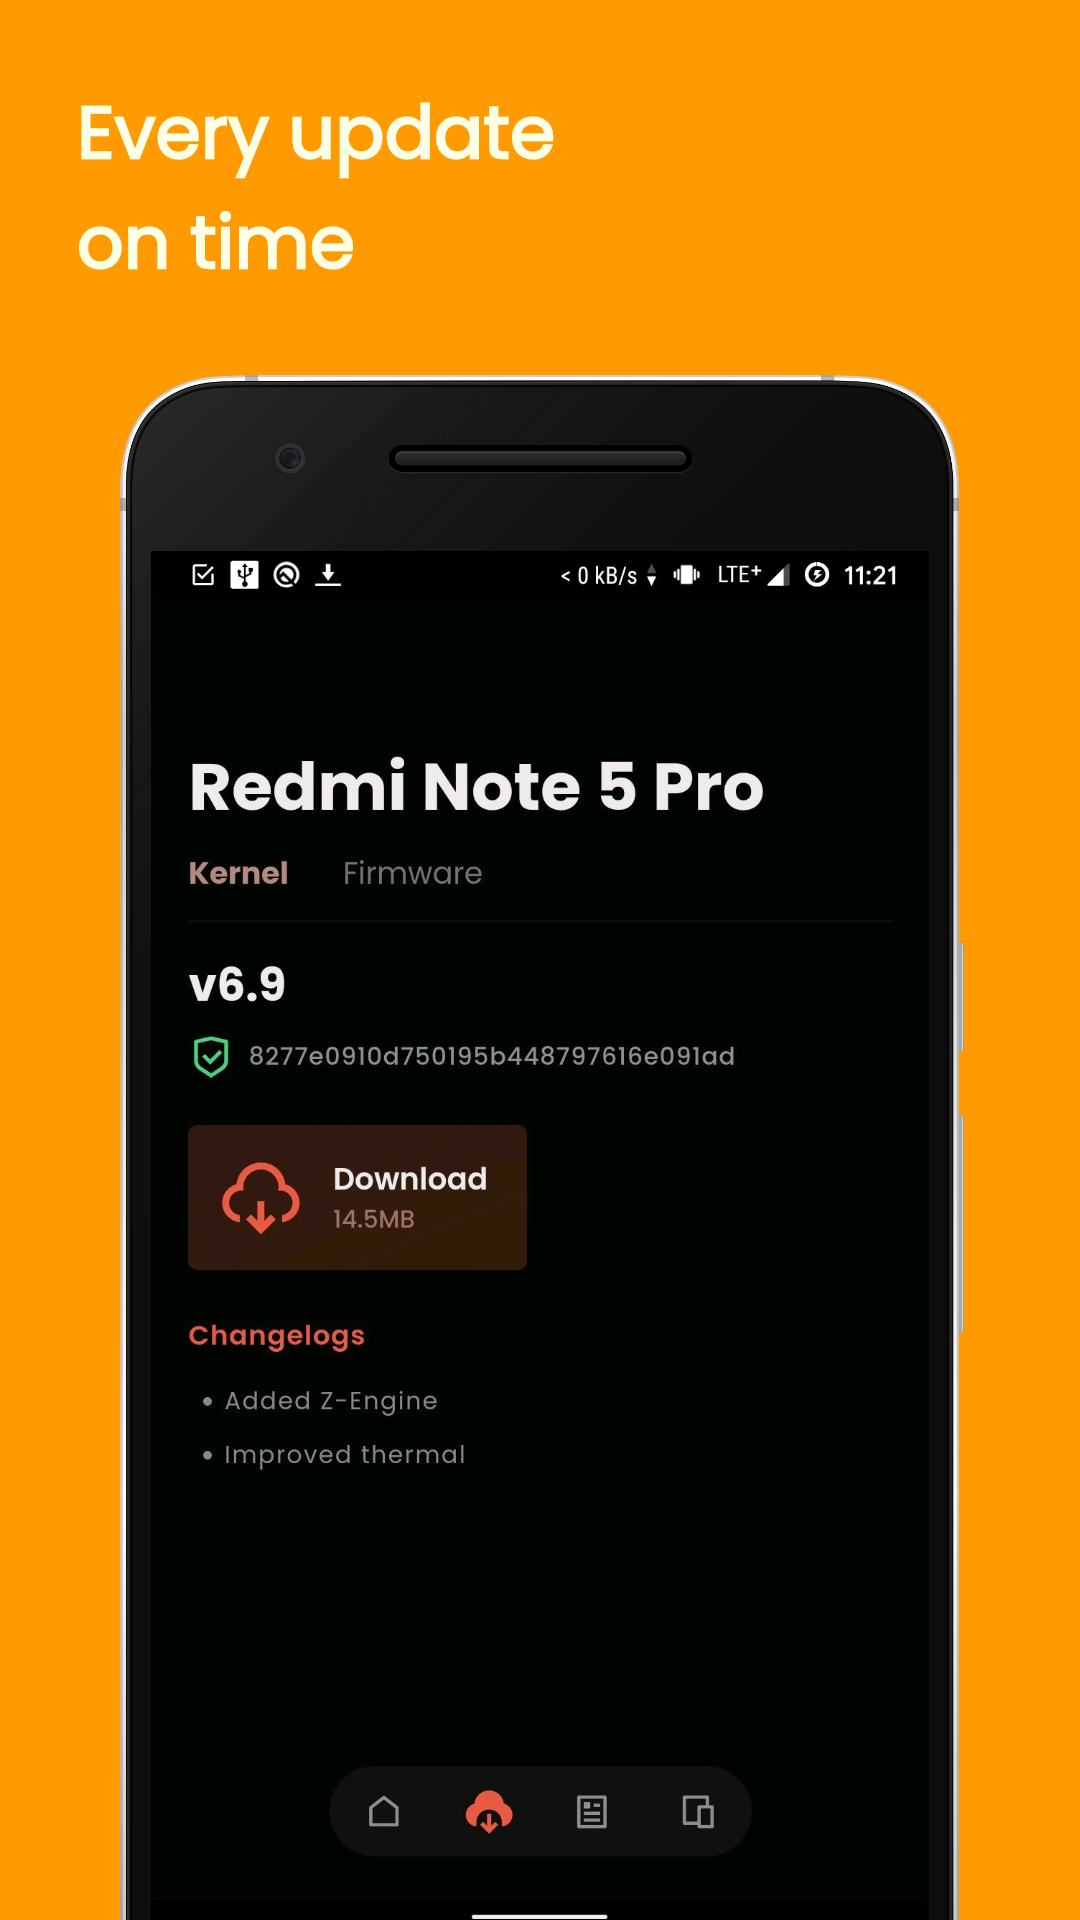 Every update
on time
< 0 kB/s LTE+ 11:21
Redmi Note 5 Pro
Kernel Firmware
v6.9
8277e0910d750195b448797616e091ad
Download
14.5MB
Changelogs
• Added Z-Engine
• Improved thermal